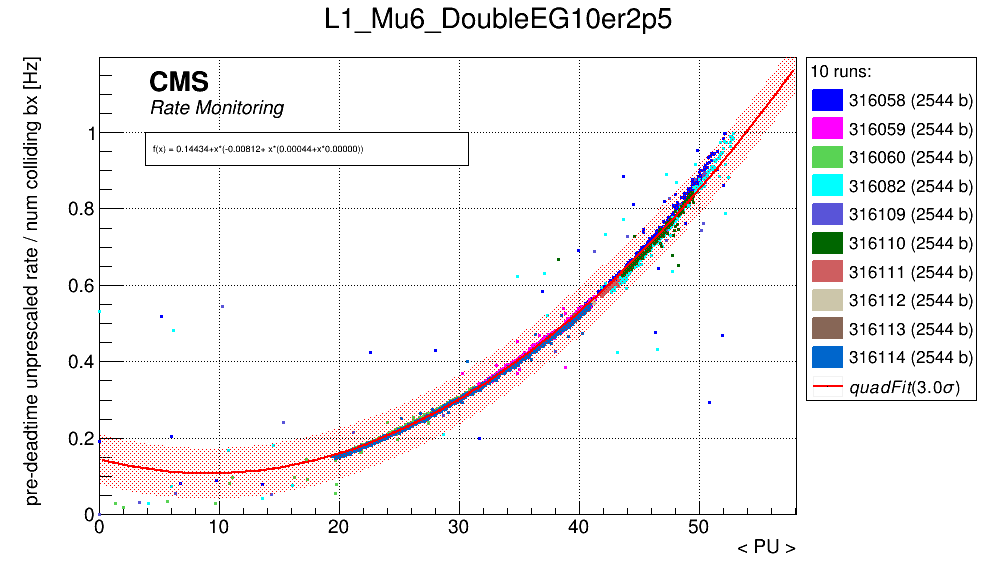 L1_Mu6_DoubleEG10er2p5
pre-deadtime unprescaled rate / num colliding bx [Hz]
CMS
Rate Monitoring
f(x) = 0.14434+x*(-0.00812+ x*(0.00044+x*0.00000))
1
0.8
0.6
0.4
0.2
0
0 10 20 30 40 50
< PU >
10 runs:
316058 (2544 b)
316059 (2544 b)
316060 (2544 b)
316082 (2544 b)
316109 (2544 b)
316110 (2544 b)
316111 (2544 b)
316112 (2544 b)
316113 (2544 b)
316114 (2544 b)
quadFit(3.0σ)